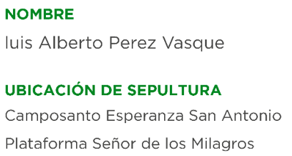 NOMBRE
luis Alberto Perez Vasque
UBICACIÓN DE SEPULTURA
Camposanto Esperanza San Antonio
Plataforma Señor de los Milagros